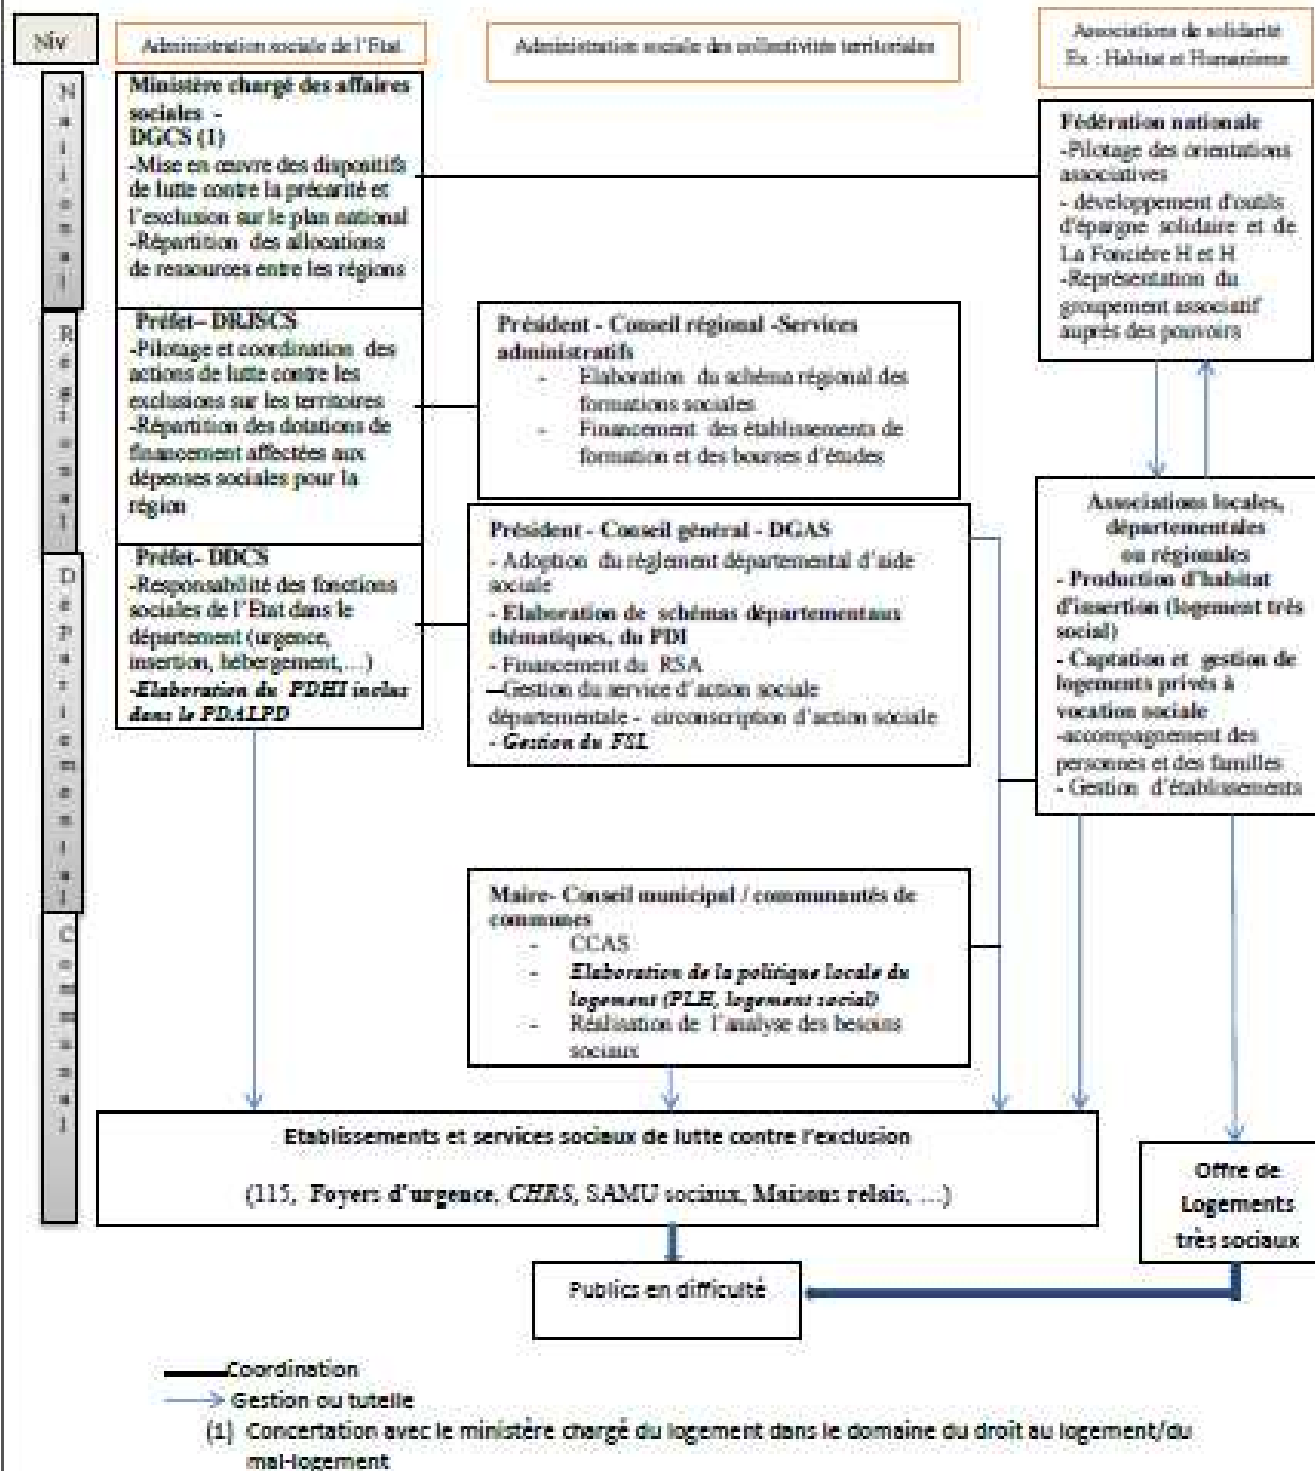 Niv
Administration sociale de l'Etat
Administration sociale des collectivités territoriales
Associations de solidarité
Ex : Habitat et Humanisme
National
Ministère chargé des affaires
sociales -
DGCS (1)
-Mise en œuvre des dispositifs
de lutte contre la précarité et
l'exclusion sur le plan national
-Répartition des allocations
de ressources entre les régions
Fédération nationale
-Pilotage des orientations
associatives
- développement d'outils
d'épargne solidaire et de
La Foncière H et H
-Représentation du
groupement associatif
auprès des pouvoirs
Régional
Préfet– DRJSCS
-Pilotage et coordination des
actions de lutte contre les
exclusions sur les territoires
-Répartition des dotations de
financement affectées aux
dépenses sociales pour la
région
Président - Conseil régional -Services
administratifs
- Elaboration du schéma régional des
formations sociales
- Financement des établissements de
formation et des bourses d'études
Départemental
Préfet- DDCS
-Responsabilité des fonctions
sociales de l'Etat dans le
département (urgence,
insertion, hébergement,…)
-Elaboration du PDHI inclus
dans le PDALPD
Président - Conseil général - DGAS
- Adoption du règlement départemental d'aide
sociale
- Elaboration de schémas départementaux
thématiques, du PDI
- Financement du RSA
–Gestion du service d'action sociale
départementale - circonscription d'action sociale
- Gestion du FSL
Associations locales,
départementales
ou régionales
- Production d'habitat
d'insertion (logement très
social)
- Captation et gestion de
logements privés à
vocation sociale
-accompagnement des
personnes et des familles
- Gestion d'établissements
Communal
Maire- Conseil municipal / communautés de
communes
- CCAS
- Elaboration de la politique locale du
logement (PLH, logement social)
- Réalisation de l'analyse des besoins
sociaux
Etablissements et services sociaux de lutte contre l'exclusion
(115, Foyers d'urgence, CHRS, SAMU sociaux, Maisons relais, …)
Offre de
Logements
très sociaux
Publics en difficulté
Coordination
Gestion ou tutelle
(1) Concertation avec le ministère chargé du logement dans le domaine du droit au logement/du
mal-logement